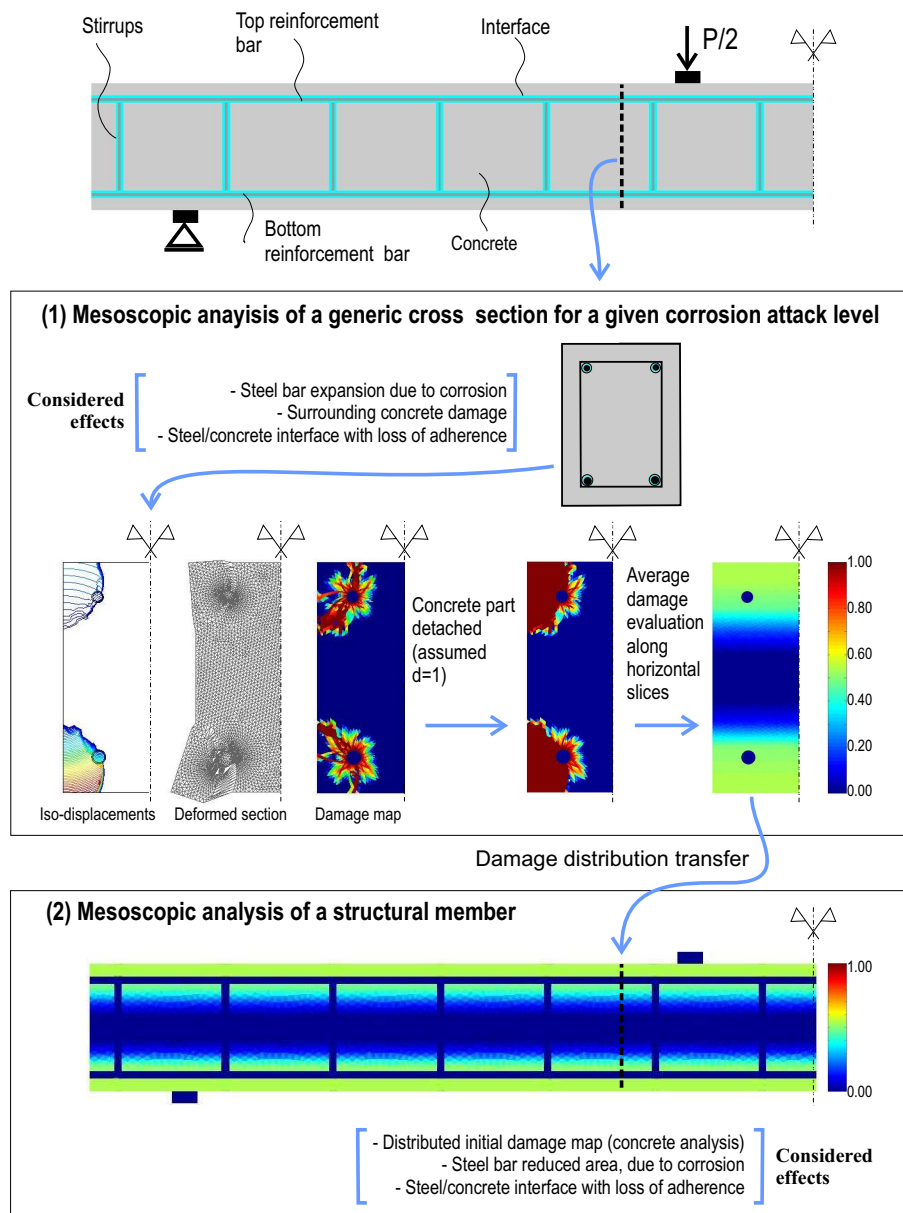 Stirrups
Top reinforcement
bar
Interface
P/2
Bottom
reinforcement bar
Concrete
(1) Mesoscopic anayisis of a generic cross section for a given corrosion attack level
Considered
effects
- Steel bar expansion due to corrosion
- Surrounding concrete damage
- Steel/concrete interface with loss of adherence
Concrete part
detached
(assumed
d=1)
Average
damage
evaluation
along
horizontal
slices
1.00
0.80
0.60
0.40
0.20
0.00
Iso-displacements
Deformed section
Damage map
Damage distribution transfer
(2) Mesoscopic analysis of a structural member
1.00
0.50
0.00
- Distributed initial damage map (concrete analysis)
- Steel bar reduced area, due to corrosion
- Steel/concrete interface with loss of adherence
Considered
effects